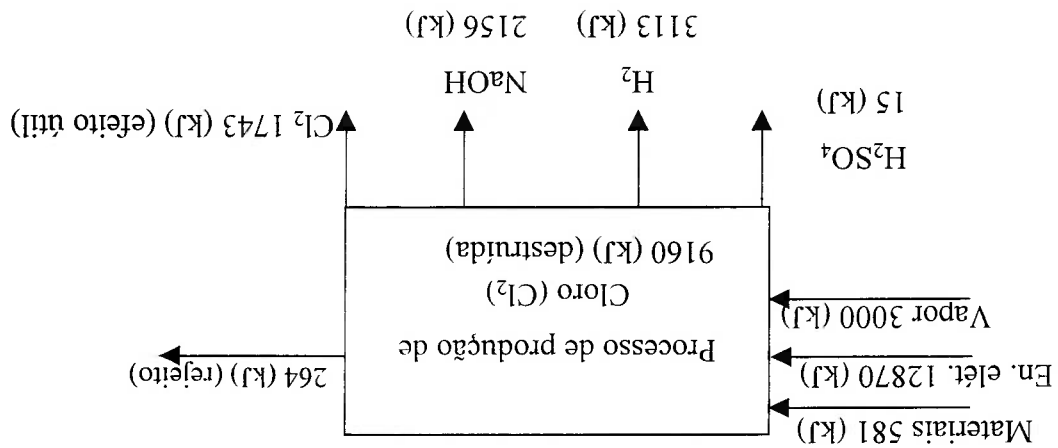 Materiais 581 (kJ)
En. elét. 12870 (kJ)
Vapor 3000 (kJ)
Processo de produção de
Cloro (Cl₂)
9160 (kJ) (destruída)
264 (kJ) (rejeito)
H₂SO₄
15 (kJ)
H₂
3113 (kJ)
NaOH
2156 (kJ)
Cl₂ 1743 (kJ) (efeito útil)